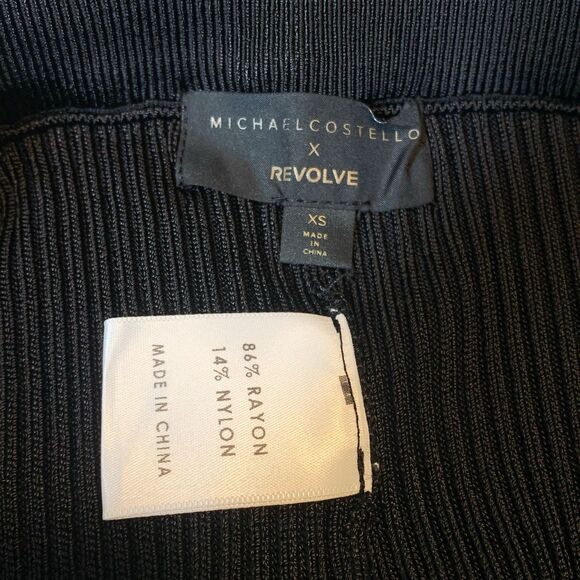 MICHAELCOSTELLO
X
REVOLVE
XS
MADE
IN
CHINA
86% RAYON
14% NYLON
MADE IN CHINA